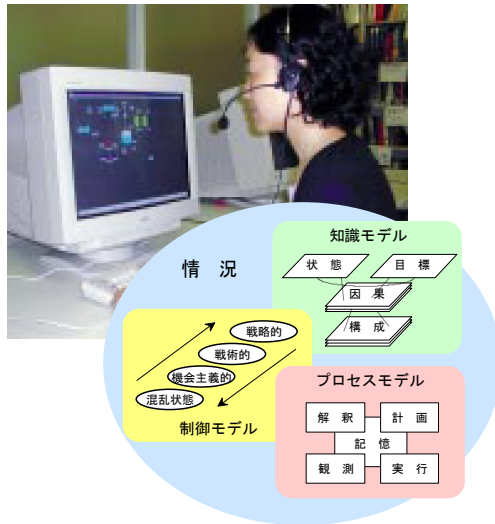 情 況
知識モデル
状 態
目 標
因 果
構 成
戦略的
戦術的
機会主義的
混乱状態
制御モデル
プロセスモデル
解 釈
計 画
記 憶
観 測
実 行